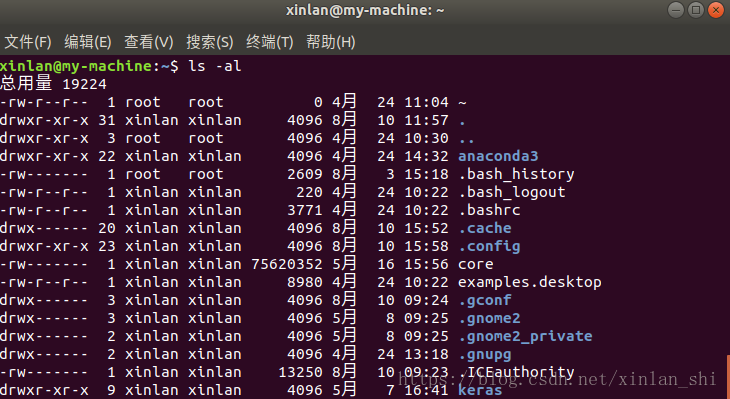 xinlan@my-machine: ~
文件(F) 编辑(E) 查看(V) 搜索(S) 终端(T) 帮助(H)
xinlan@my-machine:~$ ls -al
总用量 19224
-rw-r--r-- 1 root root 0 4月 24 11:04 ~
drwxr-xr-x 31 xinlan xinlan 4096 8月 10 11:57 .
drwxr-xr-x 3 root root 4096 4月 24 10:30 ..
drwxr-xr-x 22 xinlan xinlan 4096 4月 24 14:32 anaconda3
-rw------- 1 root root 2609 8月 3 15:18 .bash_history
-rw-r--r-- 1 xinlan xinlan 220 4月 24 10:22 .bash_logout
-rw-r--r-- 1 xinlan xinlan 3771 4月 24 10:22 .bashrc
drwx------ 20 xinlan xinlan 4096 8月 10 15:52 .cache
drwxr-xr-x 23 xinlan xinlan 4096 8月 10 15:58 .config
-rw------- 1 xinlan xinlan 75620352 5月 16 15:56 core
-rw-r--r-- 1 xinlan xinlan 8980 4月 24 10:22 examples.desktop
drwx------ 3 xinlan xinlan 4096 8月 10 09:24 .gconf
drwx------ 3 xinlan xinlan 4096 5月 8 09:25 .gnome2
drwx------ 2 xinlan xinlan 4096 5月 8 09:25 .gnome2_private
drwx------ 2 xinlan xinlan 4096 4月 24 13:18 .gnupg
-rw------- 1 xinlan xinlan 13250 8月 10 09:23 .ICEauthority
drwxr-xr-x 9 xinlan xinlan 4096 5月 7 16:41 keras
https://blog.csdn.net/xinlan_shi